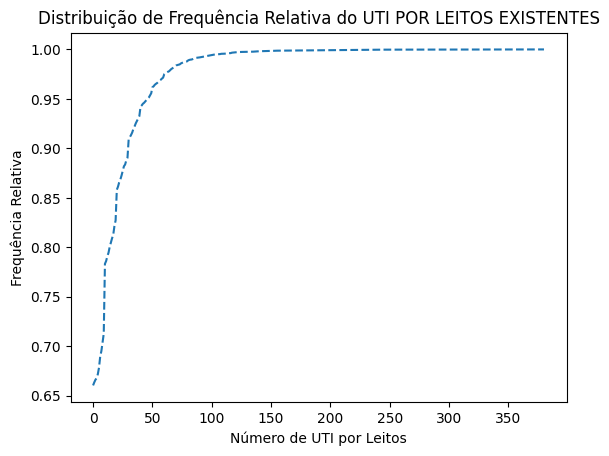 Distribuição de Frequência Relativa do UTI POR LEITOS EXISTENTES
1.00
0.95
0.90
0.85
0.80
0.75
0.70
0.65
Frequência Relativa
0 50 100 150 200 250 300 350
Número de UTI por Leitos